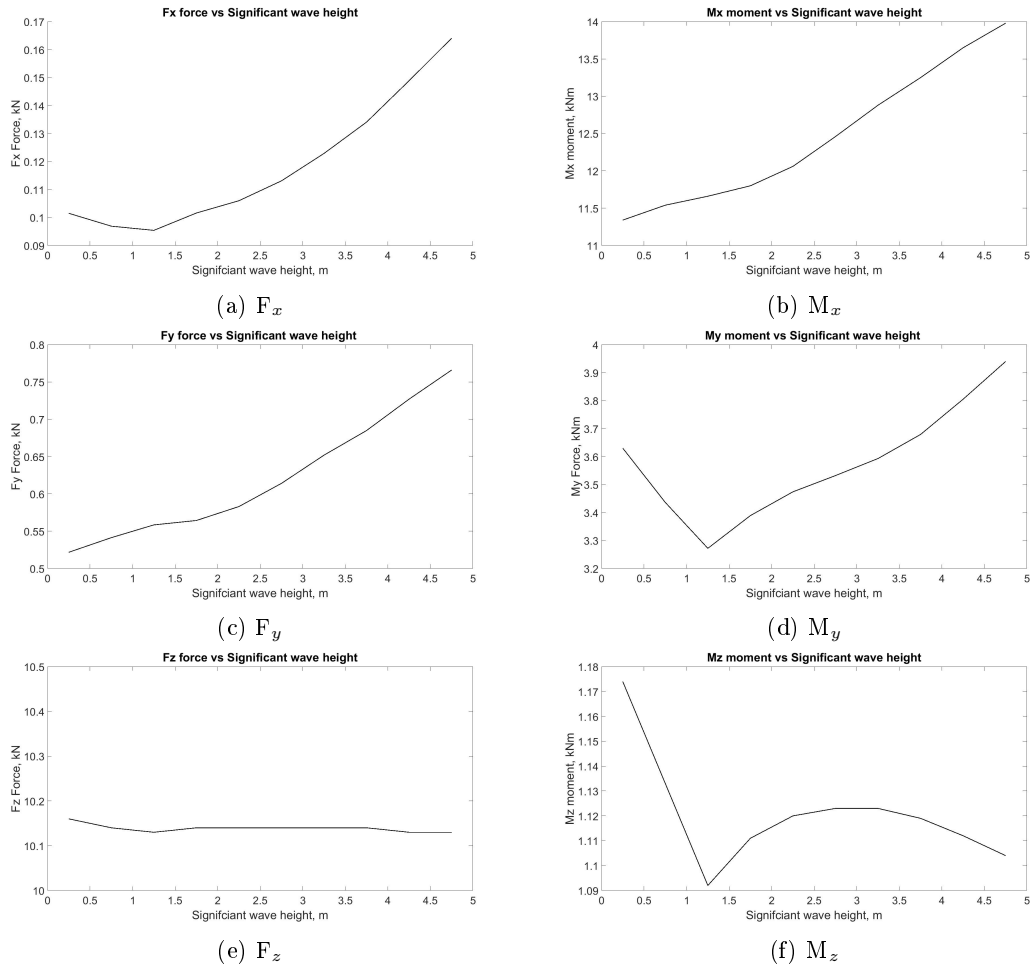 Fx force vs Significant wave height
0.17
0.16
0.15
0.14
0.13
0.12
0.11
0.1
0.09
Fx Force, kN
0 0.5 1 1.5 2 2.5 3 3.5 4 4.5 5
Signifciant wave height, m
(a) Fx
Mx moment vs Significant wave height
14
13.5
13
12.5
12
11.5
11
Mx moment, kNm
0 0.5 1 1.5 2 2.5 3 3.5 4 4.5 5
Signifciant wave height, m
(b) Mx
Fy force vs Significant wave height
0.8
0.75
0.7
0.65
0.6
0.55
0.5
Fy Force, kN
0 0.5 1 1.5 2 2.5 3 3.5 4 4.5 5
Signifciant wave height, m
(c) Fy
My moment vs Significant wave height
4
3.9
3.8
3.7
3.6
3.5
3.4
3.3
3.2
My Force, kNm
0 0.5 1 1.5 2 2.5 3 3.5 4 4.5 5
Signifciant wave height, m
(d) My
Fz force vs Significant wave height
10.5
10.4
10.3
10.2
10.1
10
Fz Force, kN
0 0.5 1 1.5 2 2.5 3 3.5 4 4.5 5
Signifciant wave height, m
(e) Fz
Mz moment vs Significant wave height
1.18
1.17
1.16
1.15
1.14
1.13
1.12
1.11
1.1
1.09
Mz moment, kNm
0 0.5 1 1.5 2 2.5 3 3.5 4 4.5 5
Signifciant wave height, m
(f) Mz